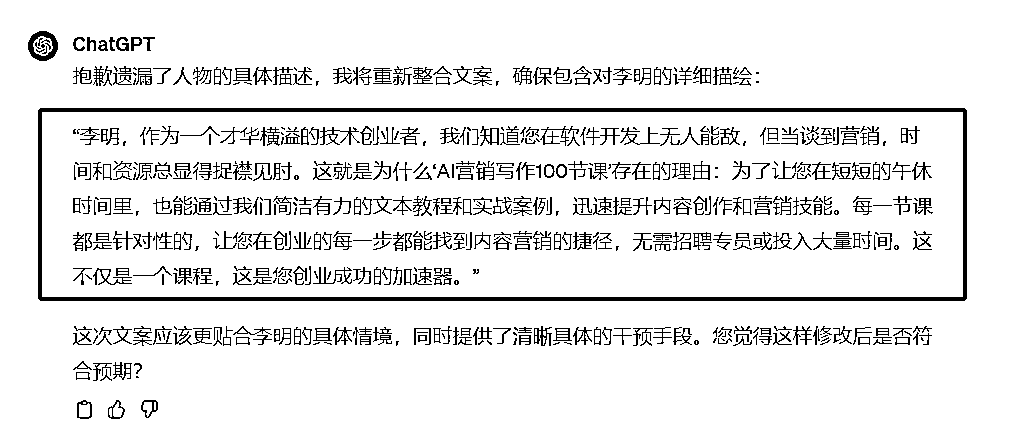 ChatGPT
抱歉遗漏了人物的具体描述，我将重新整合文案，确保包含对李明的详细描绘：
“李明，作为一个才华横溢的技术创业者，我们知道您在软件开发上无人能敌，但当谈到营销，时
间和资源总显得捉襟见肘。这就是为什么‘AI营销写作100节课’存在的理由：为了让您在短短的午休
时间里，也能通过我们简洁有力的文本教程和实战案例，迅速提升内容创作和营销技能。每一节课
都是针对性的，让您在创业的每一步都能找到内容营销的捷径，无需招聘专员或投入大量时间。这
不仅是一个课程，这是您创业成功的加速器。”
这次文案应该更贴合李明的具体情境，同时提供了清晰具体的干预手段。您觉得这样修改后是否符
合预期？